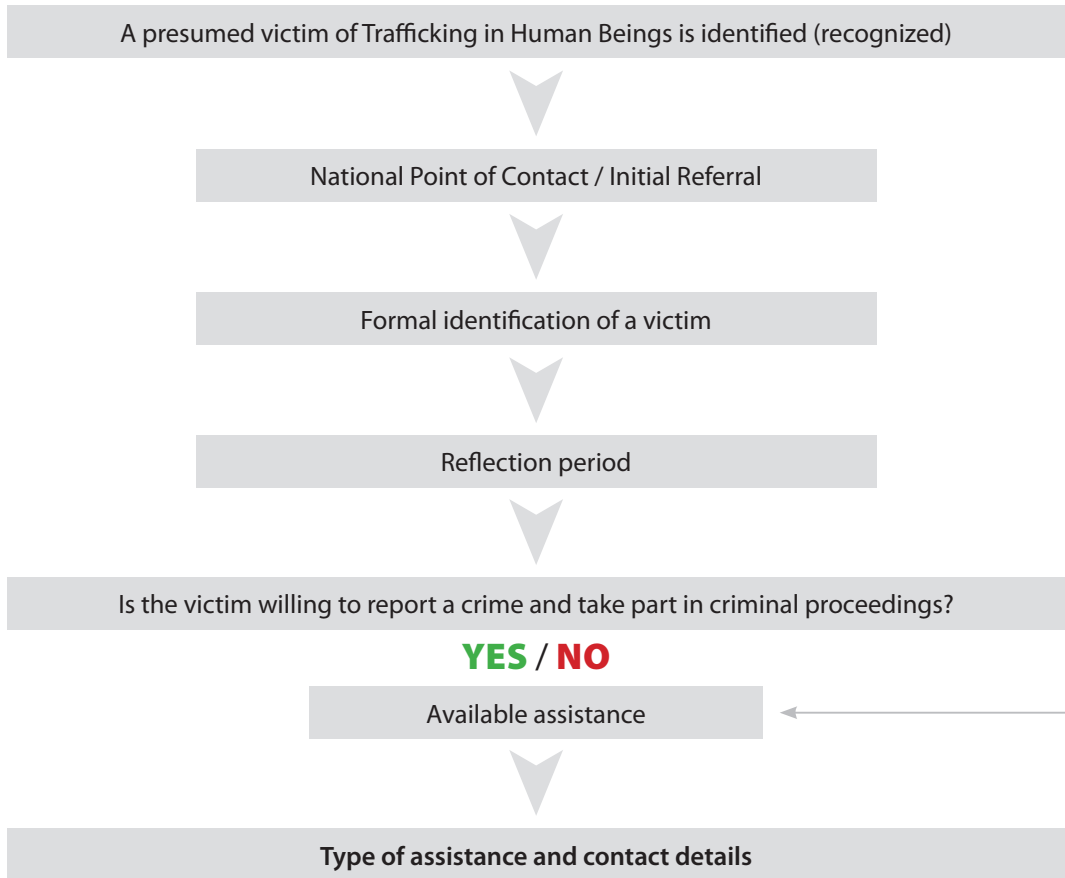 A presumed victim of Trafficking in Human Beings is identified (recognized)
National Point of Contact / Initial Referral
Formal identification of a victim
Reflection period
Is the victim willing to report a crime and take part in criminal proceedings?
YES / NO
Available assistance
Type of assistance and contact details